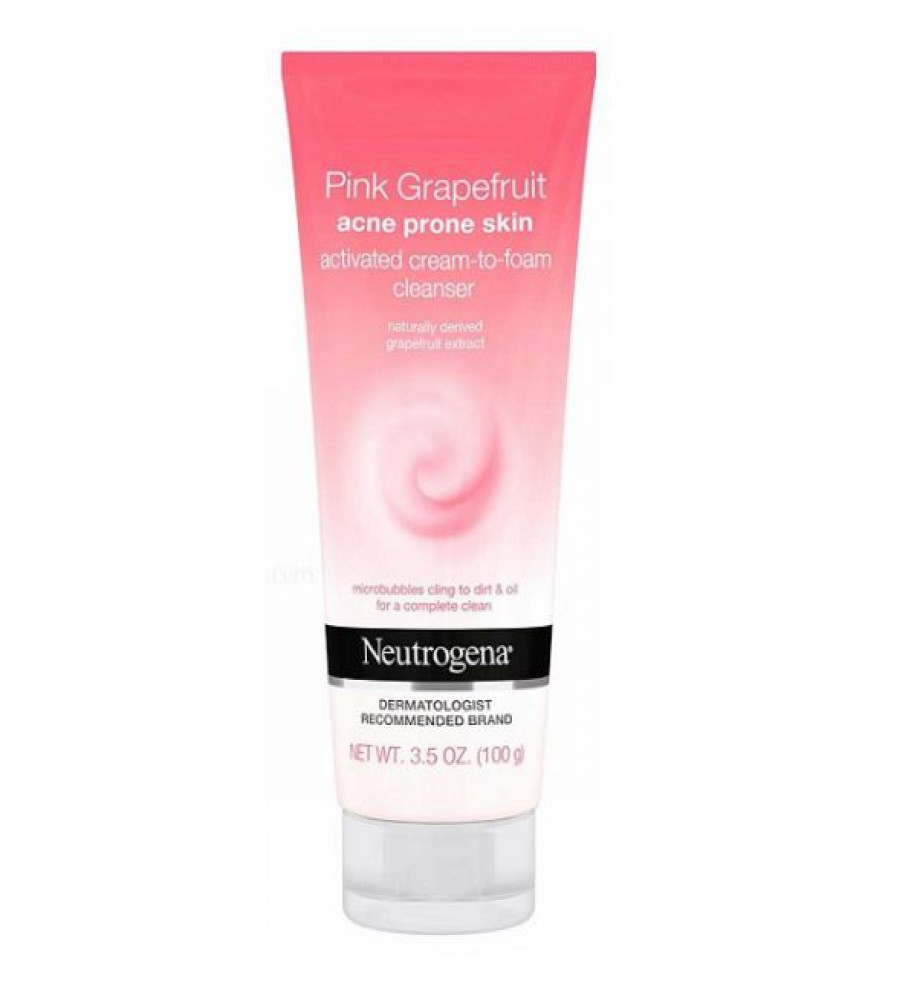 Pink Grapefruit
acne prone skin
activated cream-to-foam
cleanser
naturally derived
grapefruit extract
microbubbles cling to dirt & oil
for a complete clean
Neutrogena®
DERMATOLOGIST
RECOMMENDED BRAND
NET WT. 3.5 OZ. (100 g)